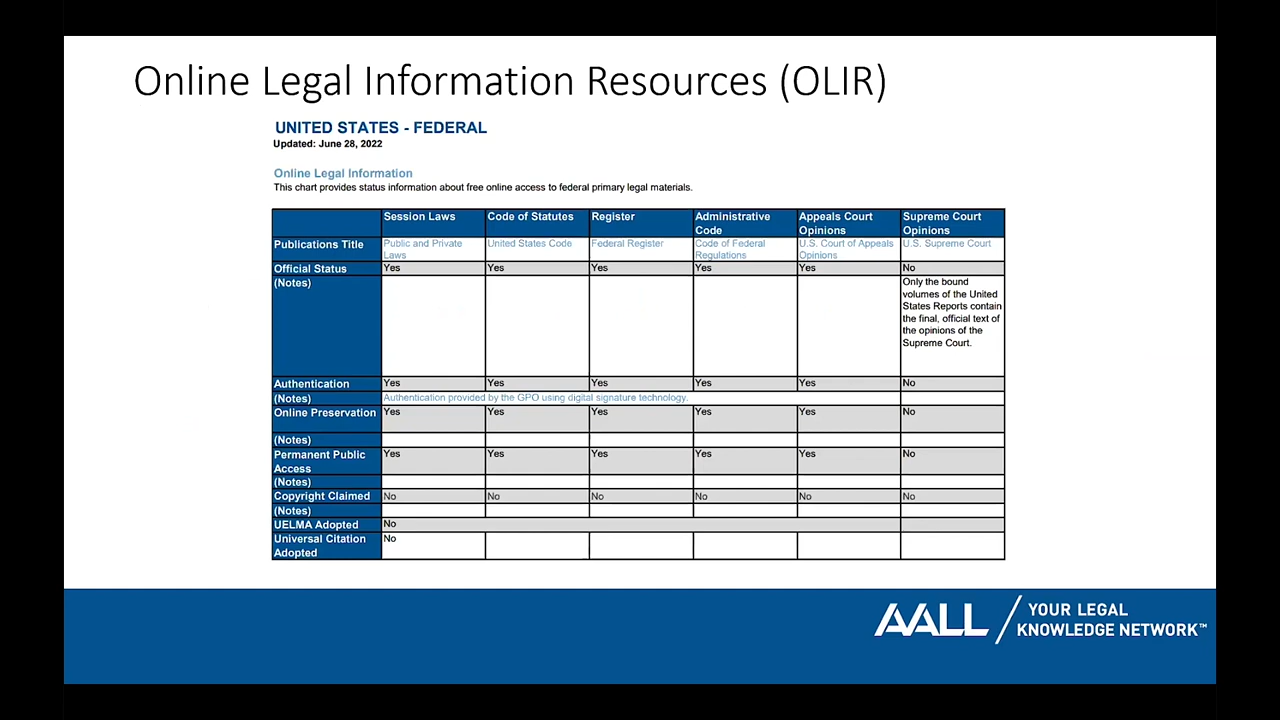 Online Legal Information Resources (OLIR)
UNITED STATES - FEDERAL
Updated: June 28, 2022
Online Legal Information
This chart provides status information about free online access to federal primary legal materials.
Session Laws Code of Statutes Register Administrative Code Appeals Court Opinions Supreme Court Opinions
Publications Title Public and Private Laws United States Code Federal Register Code of Federal Regulations U.S. Court of Appeals Opinions U.S. Supreme Court
Official Status Yes Yes Yes Yes Yes No
(Notes) Only the bound
volumes of the United
States Reports contain
the final, official text of
the opinions of the
Supreme Court.
Authentication Yes Yes Yes Yes Yes No
(Notes) Authentication provided by the GPO using digital signature technology.
Online Preservation Yes Yes Yes Yes Yes No
(Notes)
Permanent Public Access Yes Yes Yes Yes Yes No
(Notes)
Copyright Claimed No No No No No No
(Notes)
UELMA Adopted No
Universal Citation Adopted No
AALL YOUR LEGAL
KNOWLEDGE NETWORK™